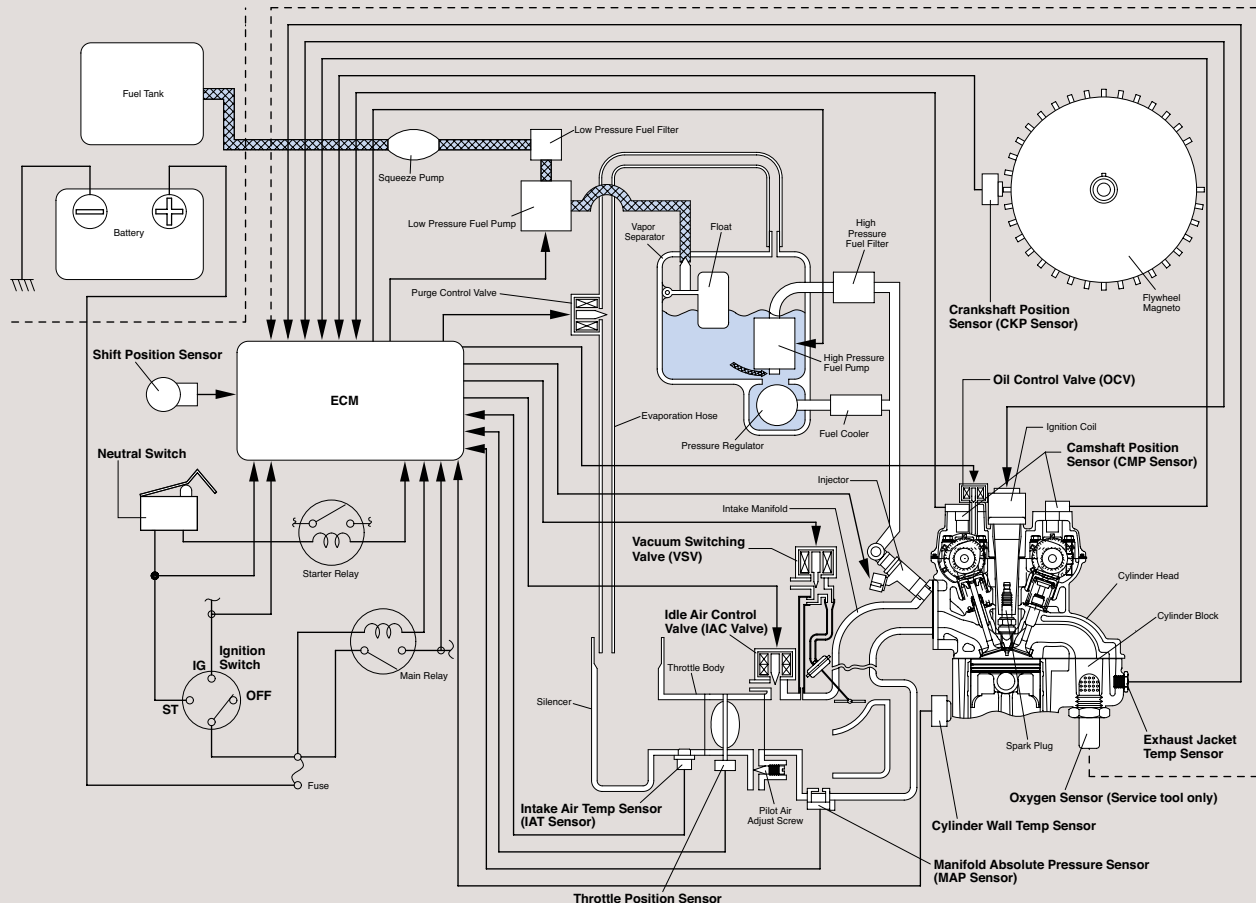 Fuel Tank
Low Pressure Fuel Filter
Squeeze Pump
Low Pressure Fuel Pump
Battery
Vapor
Separator
Float
High
Pressure
Fuel Filter
Purge Control Valve
Crankshaft Position
Sensor (CKP Sensor)
Flywheel
Magneto
Shift Position Sensor
ECM
High Pressure
Fuel Pump
Oil Control Valve (OCV)
Evaporation Hose
Pressure Regulator
Fuel Cooler
Ignition Coil
Camshaft Position
Sensor (CMP Sensor)
Neutral Switch
Injector
Intake Manifold
Starter Relay
Vacuum Switching
Valve (VSV)
Cylinder Head
Cylinder Block
Idle Air Control
Valve (IAC Valve)
IG
Ignition
Switch
OFF
ST
Main Relay
Throttle Body
Silencer
Fuse
Spark Plug
Exhaust Jacket
Temp Sensor
Intake Air Temp Sensor
(IAT Sensor)
Pilot Air
Adjust Screw
Oxygen Sensor (Service tool only)
Cylinder Wall Temp Sensor
Manifold Absolute Pressure Sensor
(MAP Sensor)
Throttle Position Sensor